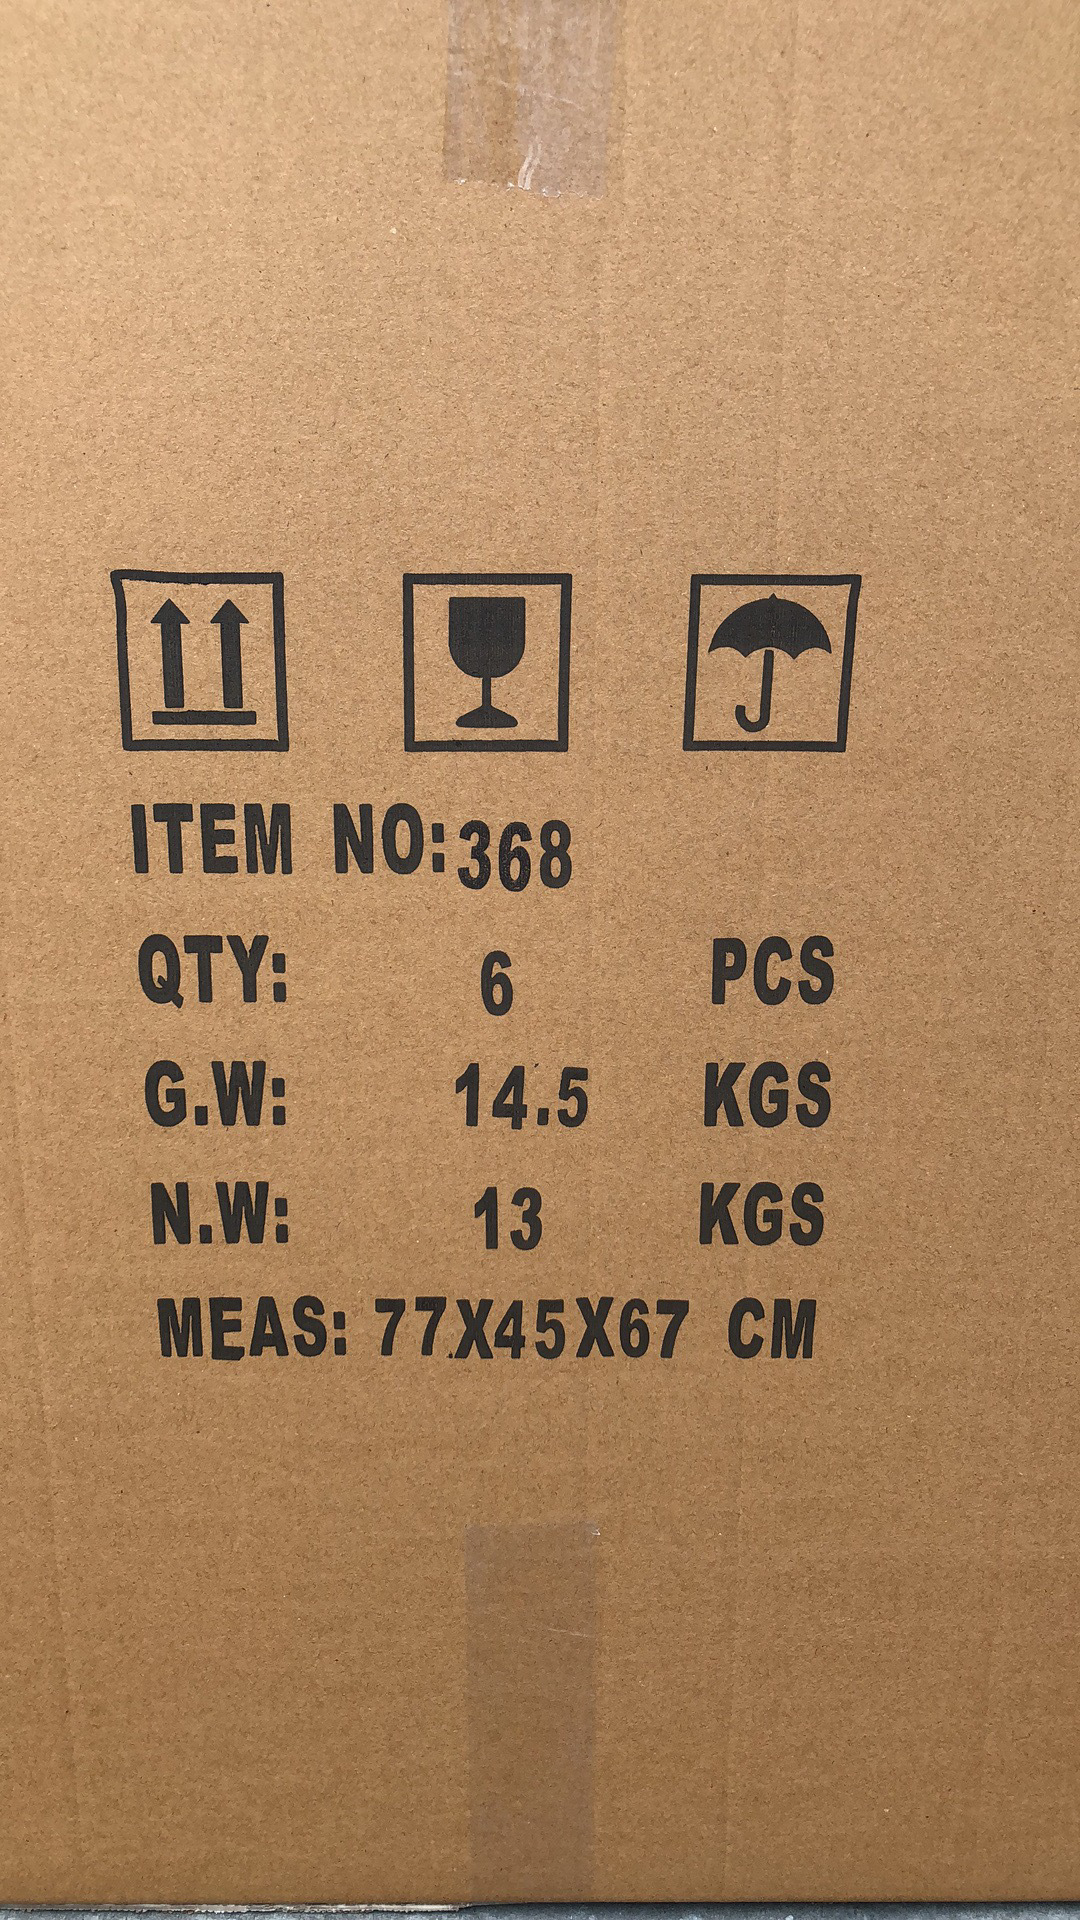 ITEM NO:368
QTY: 6 PCS
G.W: 14.5 KGS
N.W: 13 KGS
MEAS: 77X45X67 CM